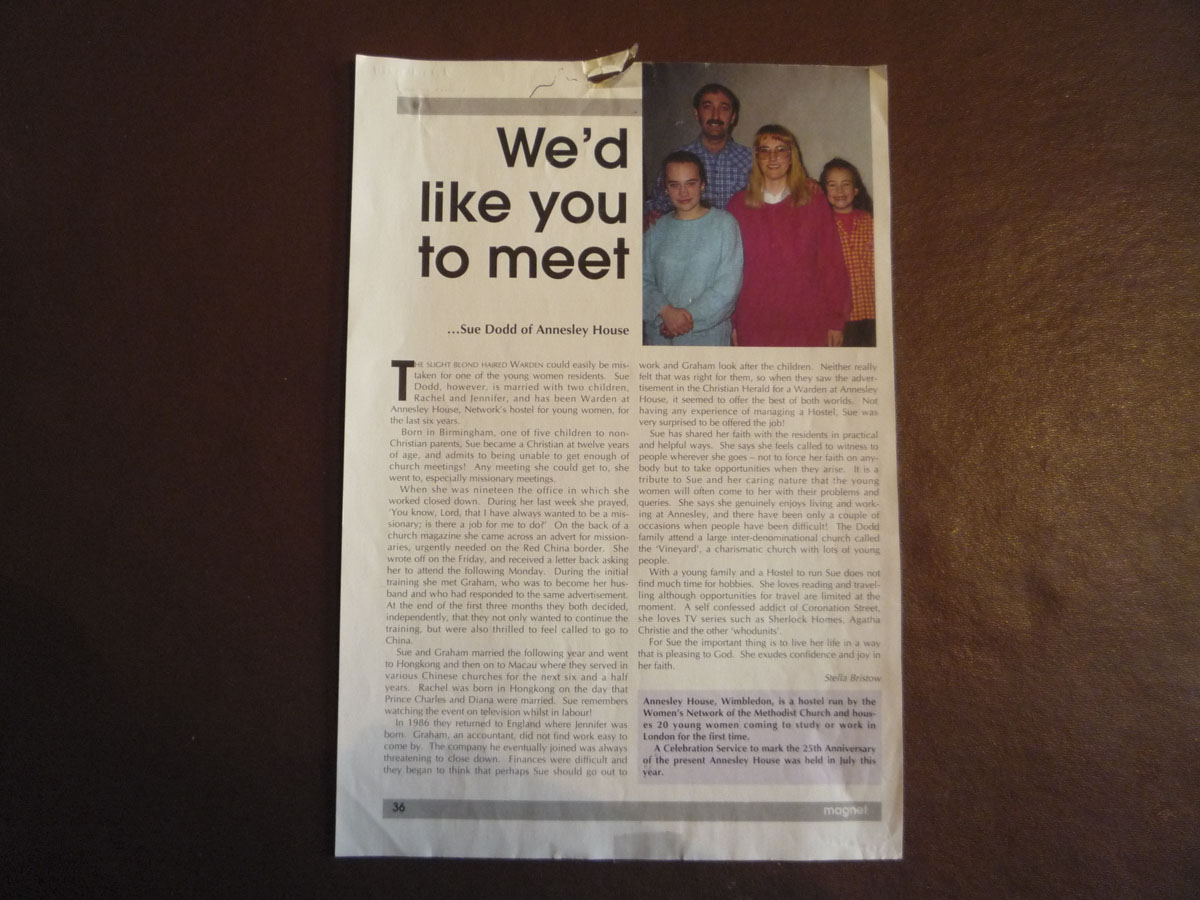 We'd
like you
to meet
...Sue Dodd of Annesley House
THE SLIGHT BLOND HAIRED WARDEN could easily be mis-
taken for one of the young women residents. Sue
Dodd, however, is married with two children,
Rachel and Jennifer, and has been Warden at
Annesley House, Network's hostel for young women, for
the last six years.
Born in Birmingham, one of five children to non-
Christian parents, Sue became a Christian at twelve years
of age, and admits to being unable to get enough of
church meetings! Any meeting she could get to, she
went to, especially missionary meetings.
When she was nineteen the office in which she
worked closed down. During her last week she prayed,
'You know, Lord, that I have always wanted to be a mis-
sionary; is there a job for me to do?' On the back of a
church magazine she came across an advert for mission-
aries, urgently needed on the Red China border. She
wrote off on the Friday, and received a letter back asking
her to attend the following Monday. During the initial
training she met Graham, who was to become her hus-
band and who had responded to the same advertisement.
At the end of the first three months they both decided,
independently, that they not only wanted to continue the
training, but were also thrilled to feel called to go to
China.
Sue and Graham married the following year and went
to Hongkong and then on to Macau where they served in
various Chinese churches for the next six and a half
years. Rachel was born in Hongkong on the day that
Prince Charles and Diana were married. Sue remembers
watching the event on television whilst in labour!
In 1986 they returned to England where Jennifer was
born. Graham, an accountant, did not find work easy to
come by. The company he eventually joined was always
threatening to close down. Finances were difficult and
they began to think that perhaps Sue should go out to
work and Graham look after the children. Neither really
felt that was right for them, so when they saw the adver-
tisement in the Christian Herald for a Warden at Annesley
House, it seemed to offer the best of both worlds. Not
having any experience of managing a Hostel, Sue was
very surprised to be offered the job!
Sue has shared her faith with the residents in practical
and helpful ways. She says she feels called to witness to
people wherever she goes – not to force her faith on any-
body but to take opportunities when they arise. It is a
tribute to Sue and her caring nature that the young
women will often come to her with their problems and
queries. She says she genuinely enjoys living and work-
ing at Annesley, and there have been only a couple of
occasions when people have been difficult! The Dodd
family attend a large inter-denominational church called
the 'Vineyard', a charismatic church with lots of young
people.
With a young family and a Hostel to run Sue does not
find much time for hobbies. She loves reading and travel-
ling although opportunities for travel are limited at the
moment. A self confessed addict of Coronation Street,
she loves TV series such as Sherlock Homes, Agatha
Christie and the other 'whodunits'.
For Sue the important thing is to live her life in a way
that is pleasing to God. She exudes confidence and joy in
her faith.
Stella Bristow
Annesley House, Wimbledon, is a hostel run by the
Women's Network of the Methodist Church and hous-
es 20 young women coming to study or work in
London for the first time.
A Celebration Service to mark the 25th Anniversary
of the present Annesley House was held in July this
year.
36
magnet